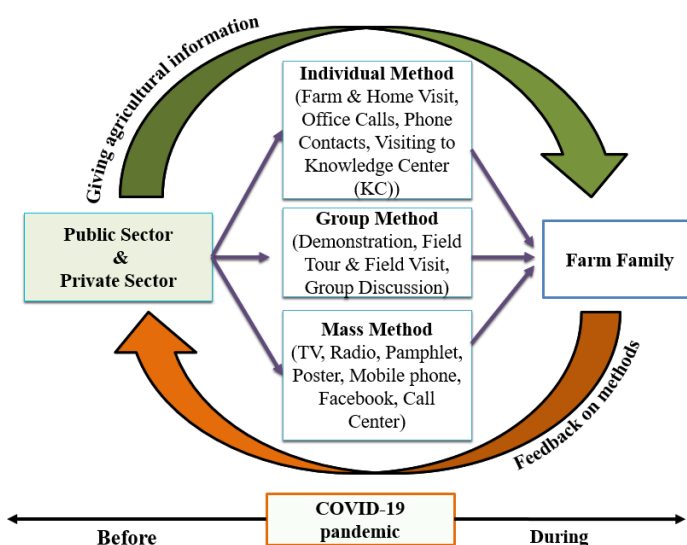 Giving agricultural information
Individual Method
(Farm & Home Visit,
Office Calls, Phone
Contacts, Visiting to
Knowledge Center
(KC))
Public Sector
&
Private Sector
Group Method
(Demonstration, Field
Tour & Field Visit,
Group Discussion)
Farm Family
Mass Method
(TV, Radio, Pamphlet,
Poster, Mobile phone,
Facebook, Call
Center)
Feedback on methods
COVID-19
pandemic
Before
During